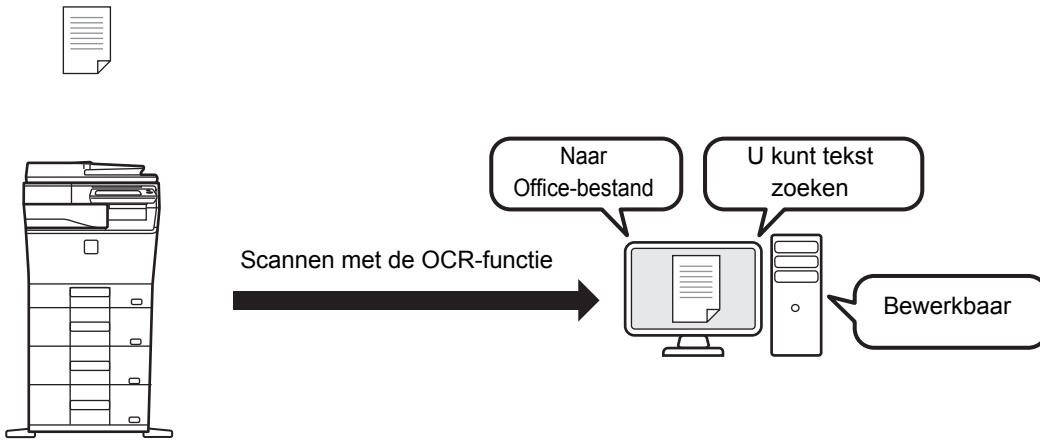 Naar
Office-bestand
U kunt tekst
zoeken
Scannen met de OCR-functie
Bewerkbaar